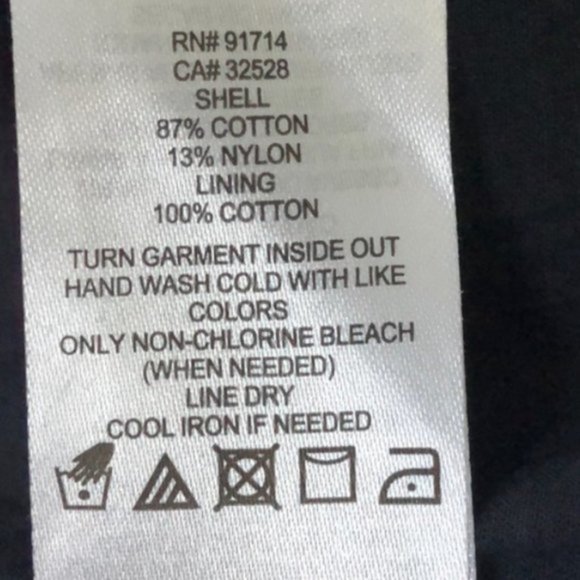 RN# 91714
CA# 32528
SHELL
87% COTTON
13% NYLON
LINING
100% COTTON
TURN GARMENT INSIDE OUT
HAND WASH COLD WITH LIKE
COLORS
ONLY NON-CHLORINE BLEACH
(WHEN NEEDED)
LINE DRY
COOL IRON IF NEEDED